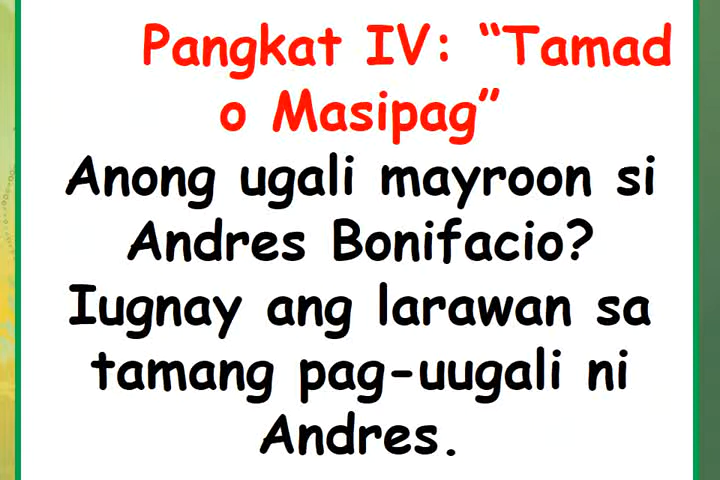 Pangkat IV: “Tamad
o Masipag”
Anong ugali mayroon si
Andres Bonifacio?
Iugnay ang larawan sa
tamang pag-uugali ni
Andres.